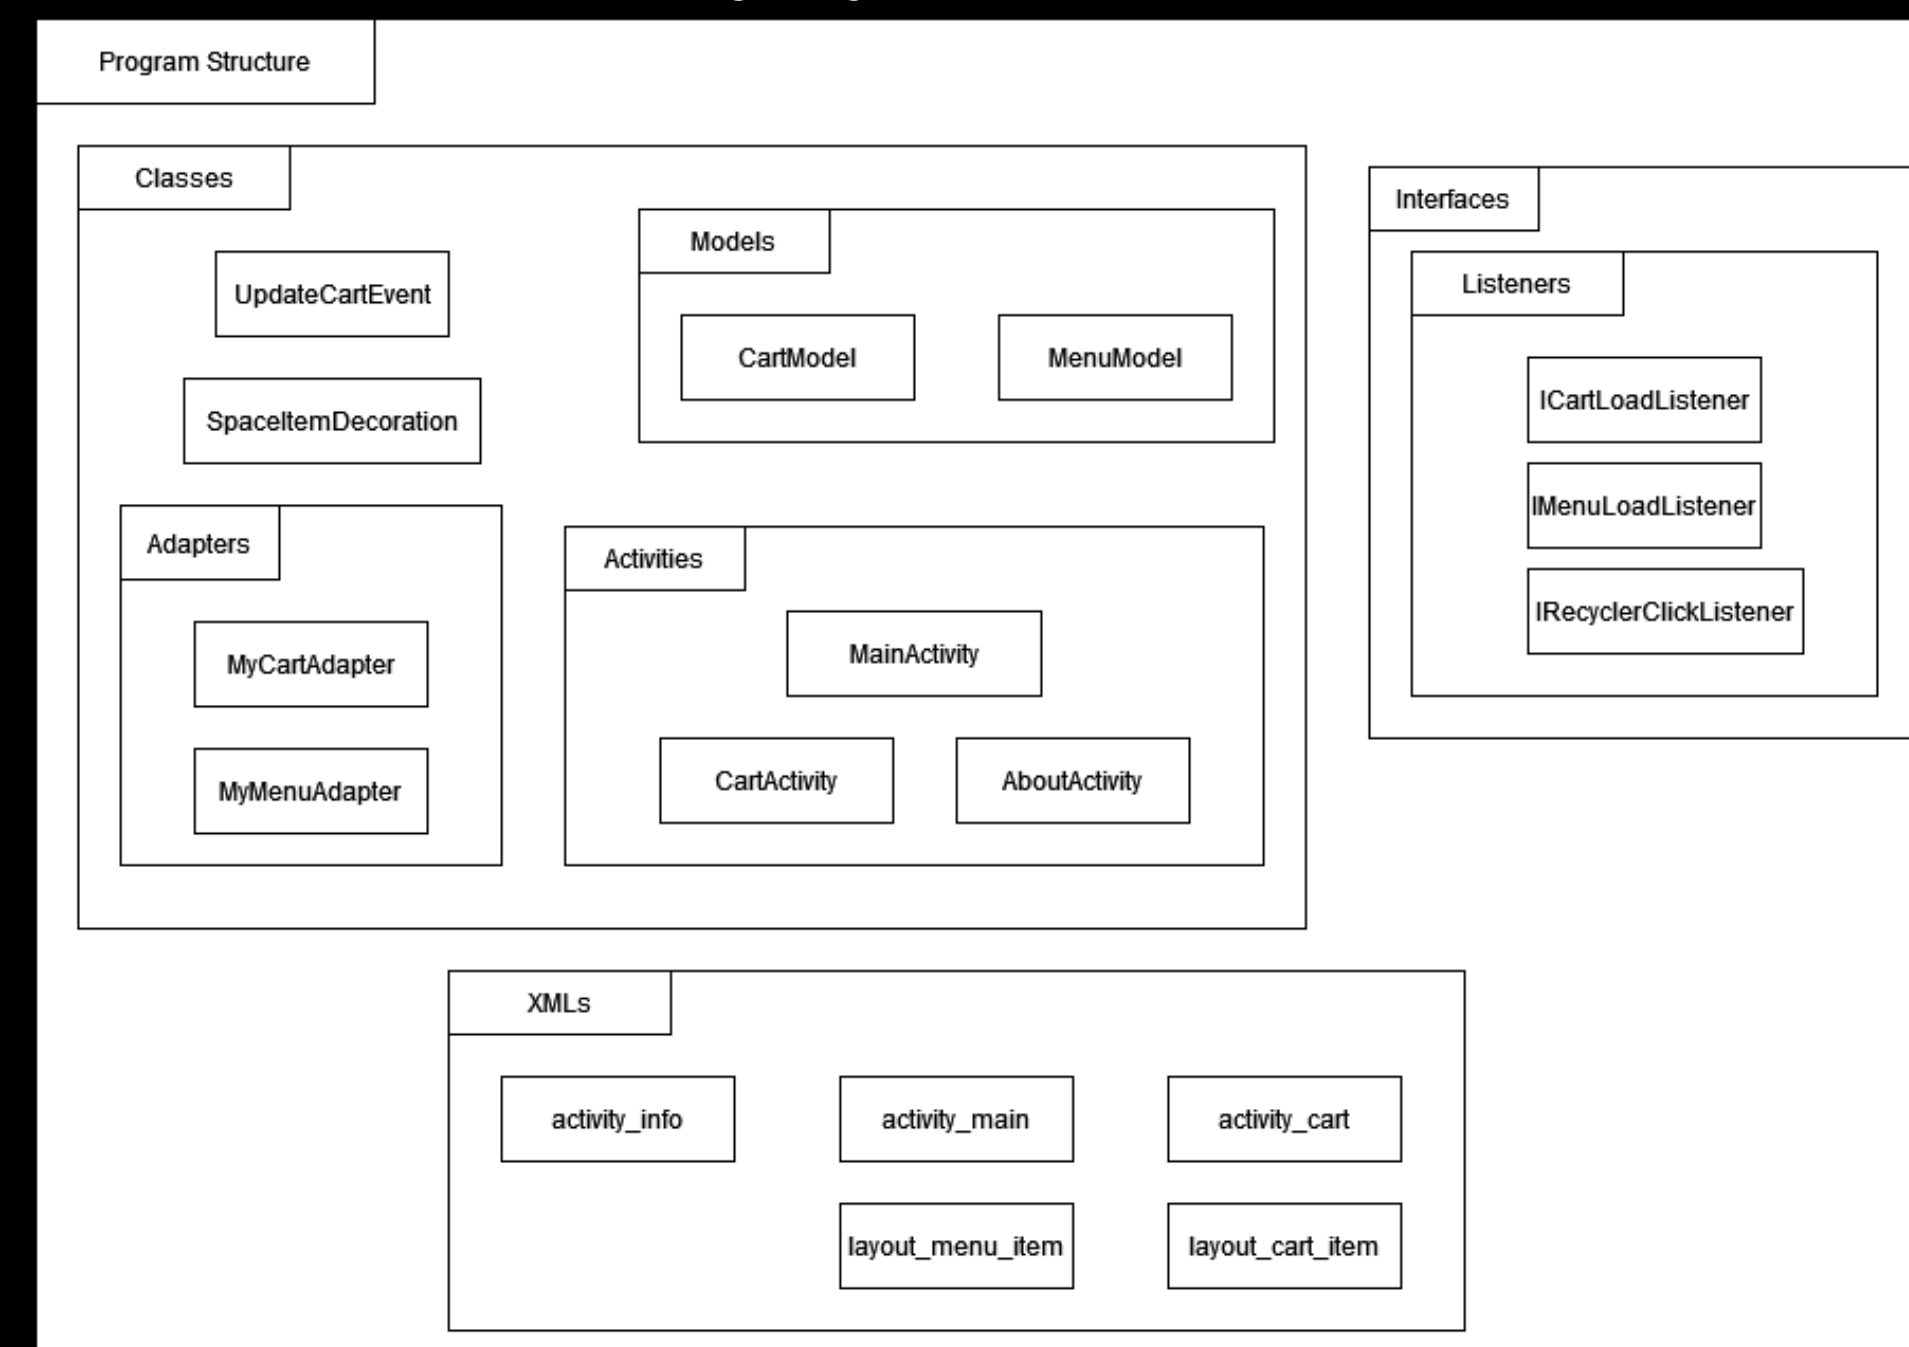 Program Structure
Classes
UpdateCartEvent
SpaceItemDecoration
Models
CartModel
MenuModel
Adapters
MyCartAdapter
MyMenuAdapter
Activities
MainActivity
CartActivity
AboutActivity
Interfaces
Listeners
ICartLoadListener
IMenuLoadListener
IRecyclerClickListener
XMLs
activity_info
activity_main
activity_cart
layout_menu_item
layout_cart_item